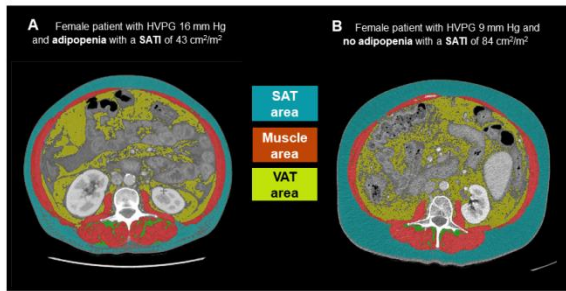 A Female patient with HVPG 16 mm Hg
and adipopenia with a SATI of 43 cm²/m²
B Female patient with HVPG 9 mm Hg and
no adipopenia with a SATI of 84 cm²/m²
SAT
area
Muscle
area
VAT
area